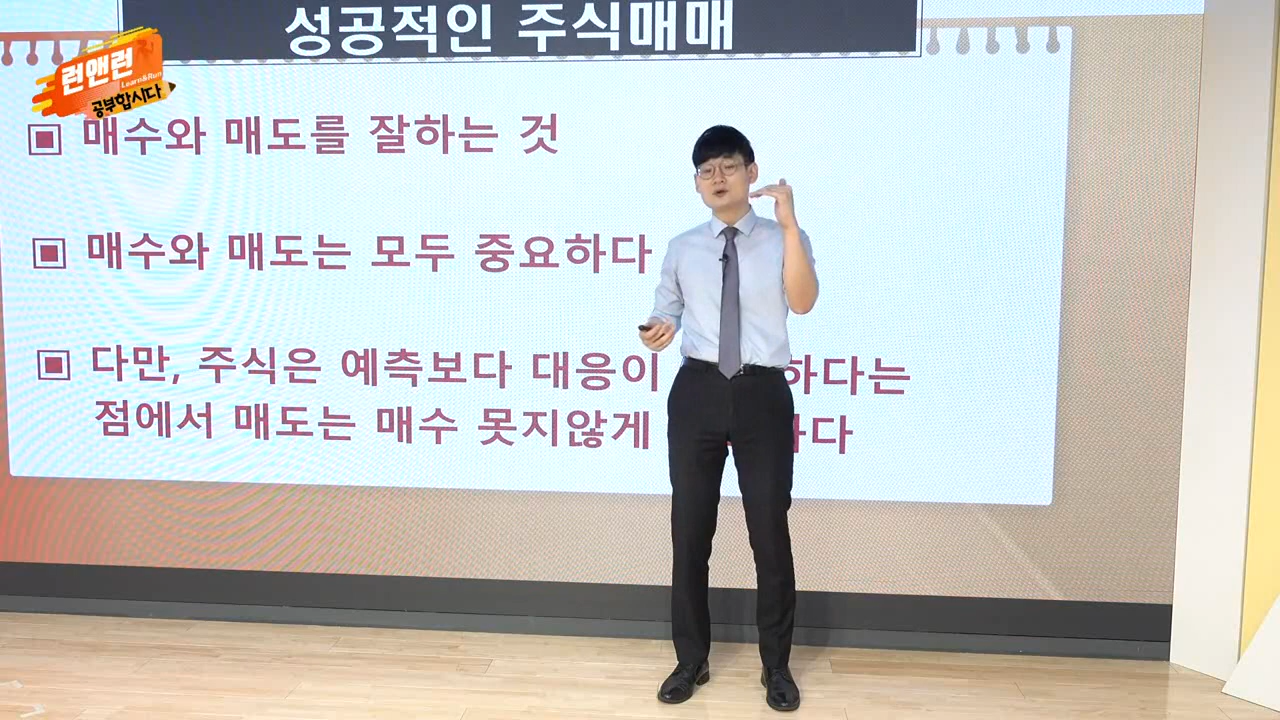 성공적인 주식매매
런앤런
Learn&Run
공부합시다
▣ 매수와 매도를 잘하는 것
▣ 매수와 매도는 모두 중요하다
▣ 다만, 주식은 예측보다 대응이 하다는
점에서 매도는 매수 못지않게 하다